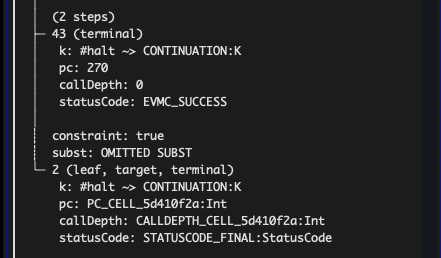 (2 steps)
43 (terminal)
k: #halt ~> CONTINUATION:K
pc: 270
callDepth: 0
statusCode: EVMC_SUCCESS
constraint: true
subst: OMITTED SUBST
2 (leaf, target, terminal)
k: #halt ~> CONTINUATION:K
pc: PC_CELL_5d410f2a:Int
callDepth: CALLDEPTH_CELL_5d410f2a:Int
statusCode: STATUSCODE_FINAL:StatusCode